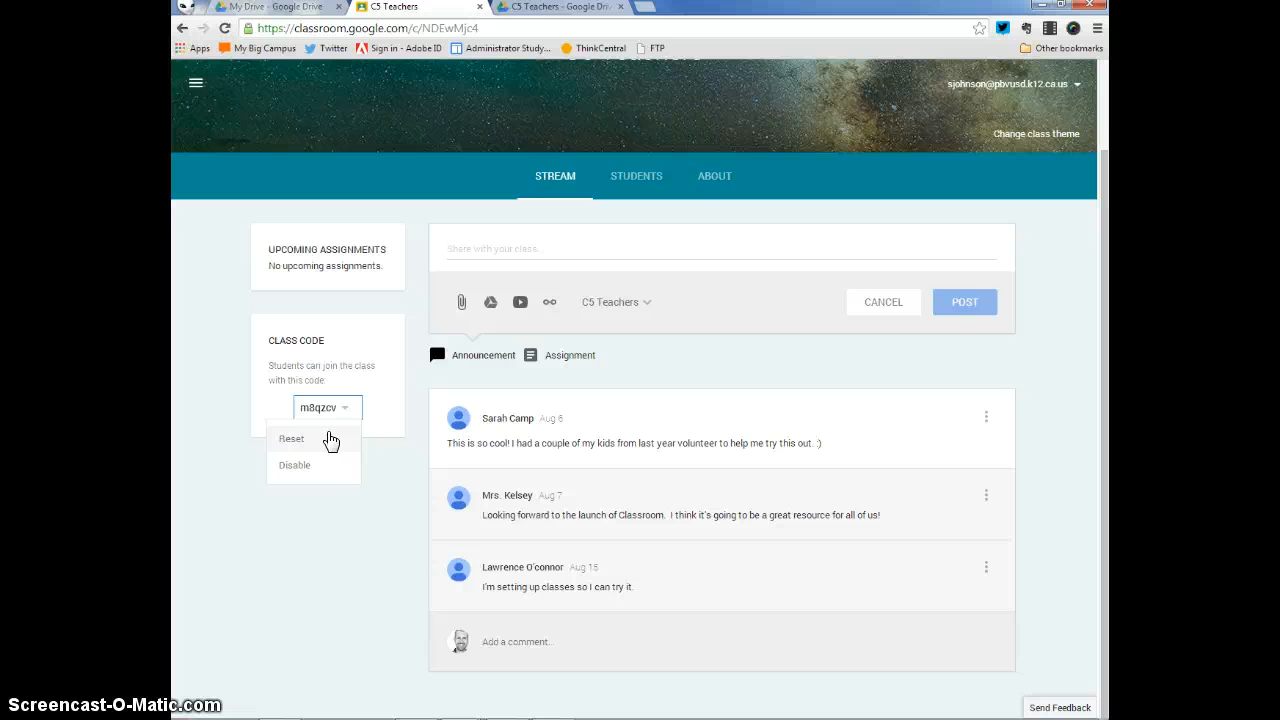 My Drive - Google Drive
C5 Teachers
C5 Teachers - Google Driv
https://classroom.google.com/c/NDEwMjc4
Apps My Big Campus Twitter Sign in - Adobe ID Administrator Study... ThinkCentral FTP Other bookmarks
sjohnson@pbvusd.k12.ca.us
Change class theme
STREAM STUDENTS ABOUT
UPCOMING ASSIGNMENTS
No upcoming assignments.
CLASS CODE
Students can join the class
with this code:
m8qzcv
Reset
Disable
Share with your class...
C5 Teachers CANCEL POST
Announcement Assignment
Sarah Camp Aug 6
This is so cool! I had a couple of my kids from last year volunteer to help me try this out. :)
Mrs. Kelsey Aug 7
Looking forward to the launch of Classroom. I think it's going to be a great resource for all of us!
Lawrence O'connor Aug 15
I'm setting up classes so I can try it.
Add a comment...
Send Feedback
Screencast-O-Matic.com